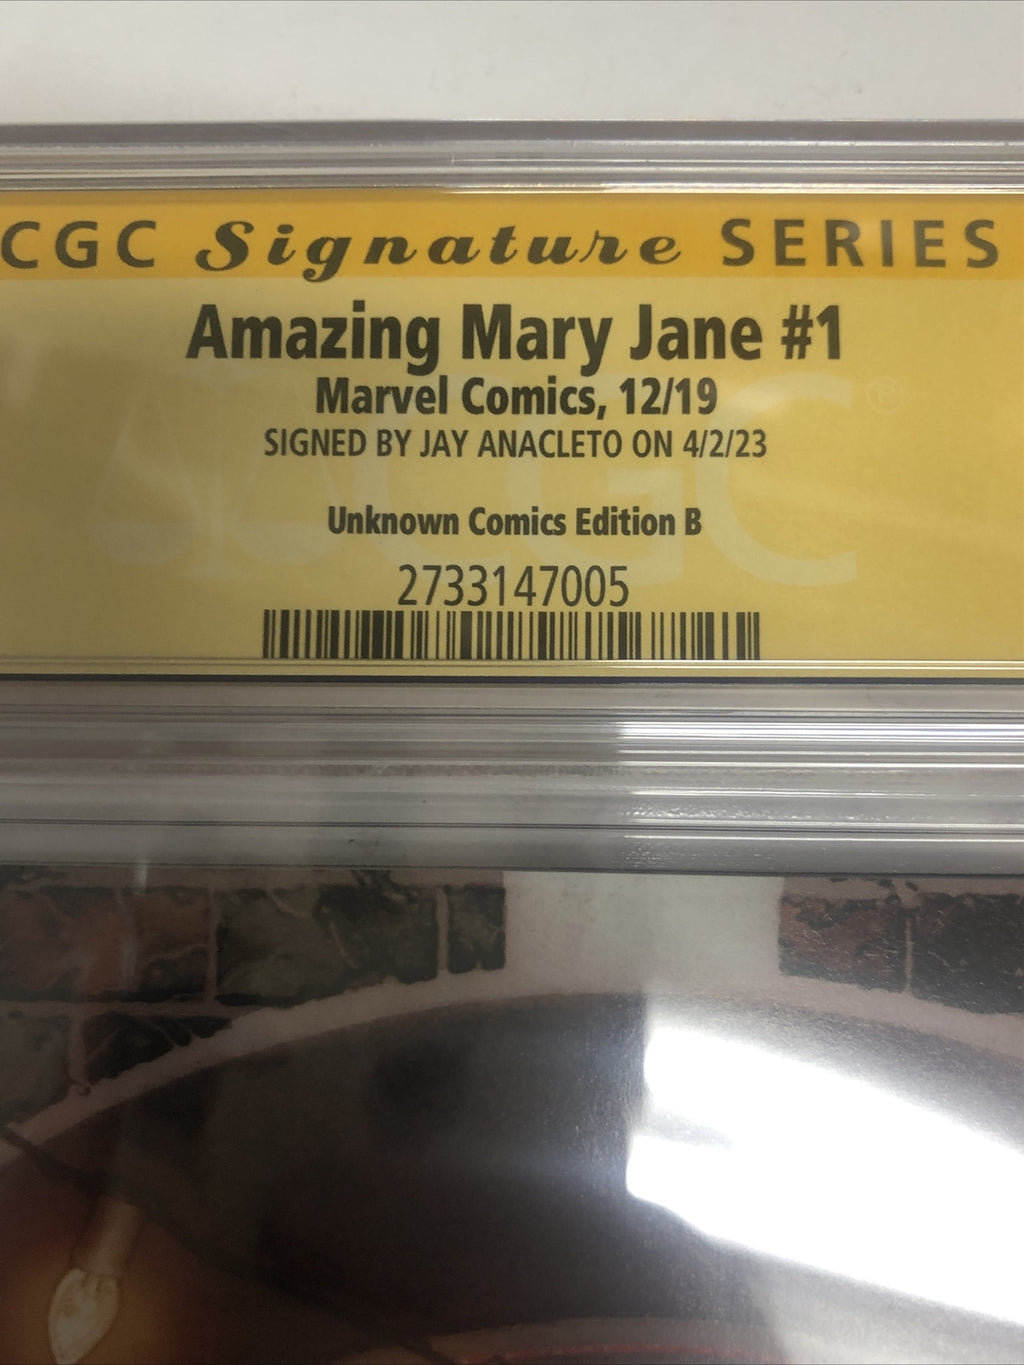 CGC Signature SERIES
Amazing Mary Jane #1
Marvel Comics, 12/19
SIGNED BY JAY ANACLETO ON 4/2/23
CGC®
Unknown Comics Edition B
2733147005